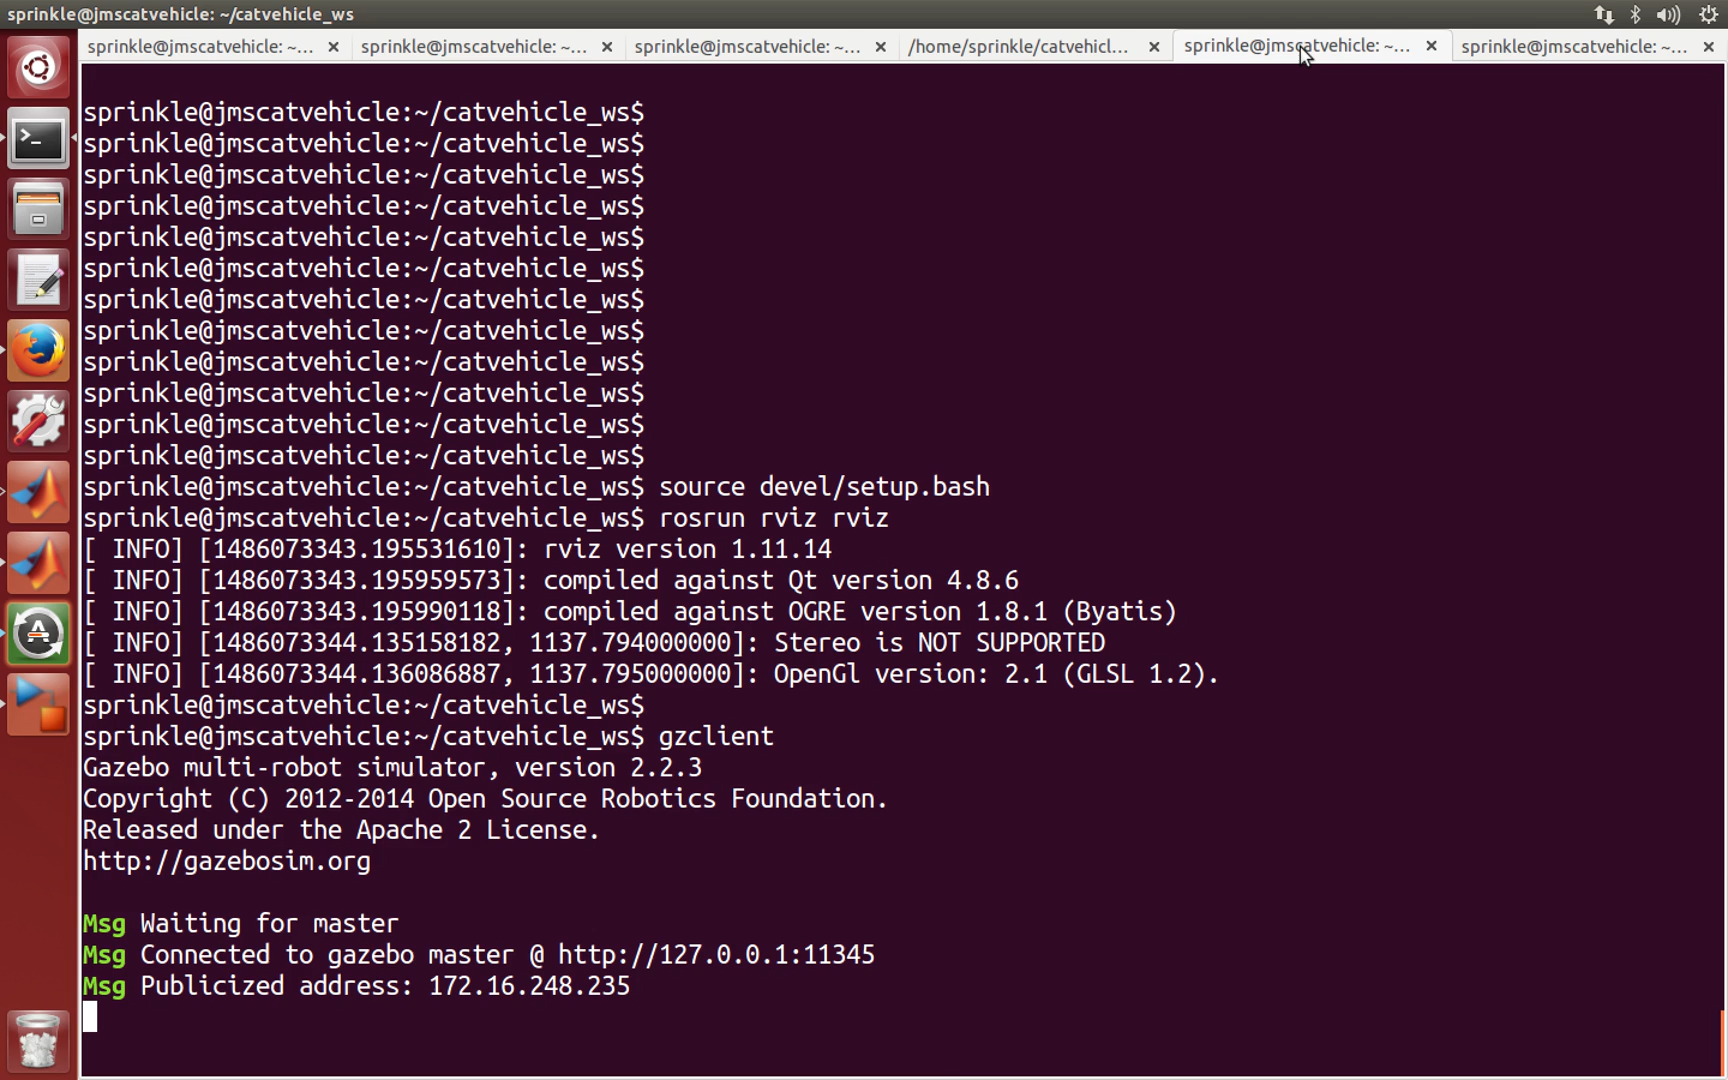 sprinkle@jmscatvehicle: ~/catvehicle_ws
sprinkle@jmscatvehicle: ~... sprinkle@jmscatvehicle: ~... sprinkle@jmscatvehicle: ~... /home/sprinkle/catvehicl... sprinkle@jmscatvehicle: ~... sprinkle@jmscatvehicle: ~...
sprinkle@jmscatvehicle:~/catvehicle_ws$
sprinkle@jmscatvehicle:~/catvehicle_ws$
sprinkle@jmscatvehicle:~/catvehicle_ws$
sprinkle@jmscatvehicle:~/catvehicle_ws$
sprinkle@jmscatvehicle:~/catvehicle_ws$
sprinkle@jmscatvehicle:~/catvehicle_ws$
sprinkle@jmscatvehicle:~/catvehicle_ws$
sprinkle@jmscatvehicle:~/catvehicle_ws$
sprinkle@jmscatvehicle:~/catvehicle_ws$
sprinkle@jmscatvehicle:~/catvehicle_ws$
sprinkle@jmscatvehicle:~/catvehicle_ws$
sprinkle@jmscatvehicle:~/catvehicle_ws$
sprinkle@jmscatvehicle:~/catvehicle_ws$ source devel/setup.bash
sprinkle@jmscatvehicle:~/catvehicle_ws$ rosrun rviz rviz
[ INFO] [1486073343.195531610]: rviz version 1.11.14
[ INFO] [1486073343.195959573]: compiled against Qt version 4.8.6
[ INFO] [1486073343.195990118]: compiled against OGRE version 1.8.1 (Byatis)
[ INFO] [1486073344.135158182, 1137.794000000]: Stereo is NOT SUPPORTED
[ INFO] [1486073344.136086887, 1137.795000000]: OpenGl version: 2.1 (GLSL 1.2).
sprinkle@jmscatvehicle:~/catvehicle_ws$
sprinkle@jmscatvehicle:~/catvehicle_ws$ gzclient
Gazebo multi-robot simulator, version 2.2.3
Copyright (C) 2012-2014 Open Source Robotics Foundation.
Released under the Apache 2 License.
http://gazebosim.org
Msg Waiting for master
Msg Connected to gazebo master @ http://127.0.0.1:11345
Msg Publicized address: 172.16.248.235